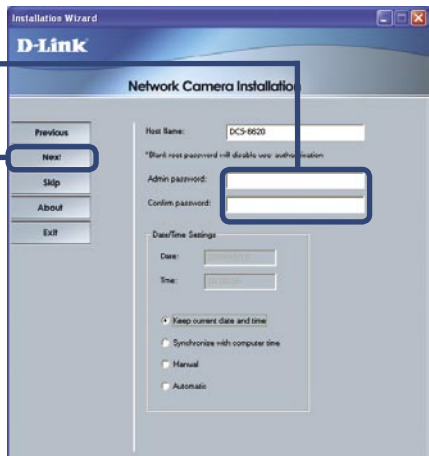 Installation Wizard
D-Link
Network Camera Installation
Previous
Next
Skip
About
Exit
Host Name: DCS-6620
*Blank root password will disable user authentication
Admin password:
Confirm password:
Date/Time Settings
Date:
Time:
Keep current date and time
Synchronize with computer time
Manual
Automatic